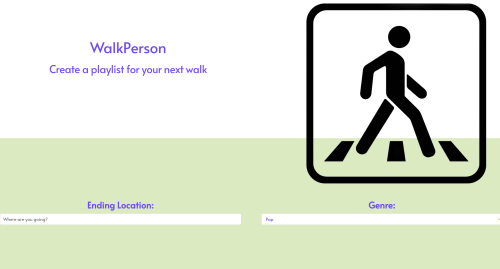 WalkPerson
Create a playlist for your next walk
Ending Location:
Where are you going?
Genre:
Pop